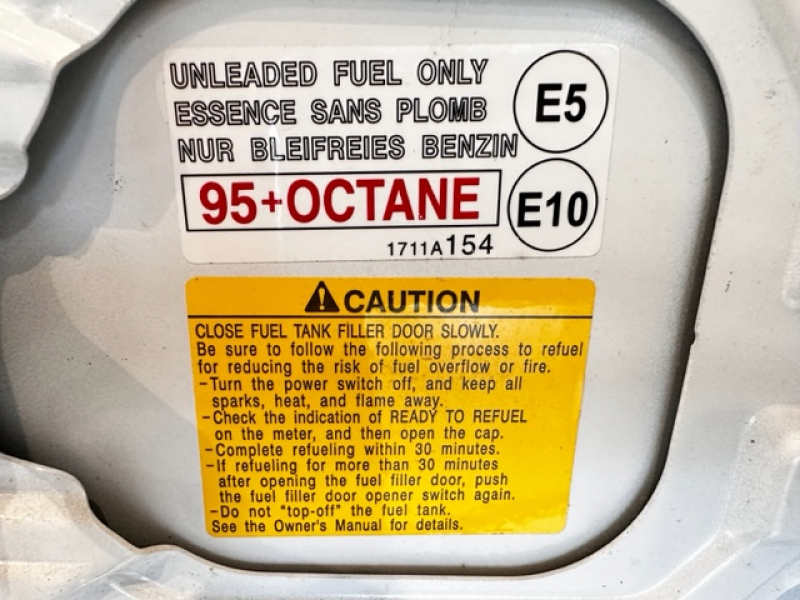 UNLEADED FUEL ONLY
ESSENCE SANS PLOMB
NUR BLEIFREIES BENZIN
E5
95+OCTANE
E10
1711A154
CAUTION
CLOSE FUEL TANK FILLER DOOR SLOWLY.
Be sure to follow the following process to refuel
for reducing the risk of fuel overflow or fire.
-Turn the power switch off, and keep all
sparks, heat, and flame away.
-Check the indication of READY TO REFUEL
on the meter, and then open the cap.
-Complete refueling within 30 minutes.
-If refueling for more than 30 minutes
after opening the fuel filler door, push
the fuel filler door opener switch again.
-Do not "top-off" the fuel tank.
See the Owner's Manual for details.